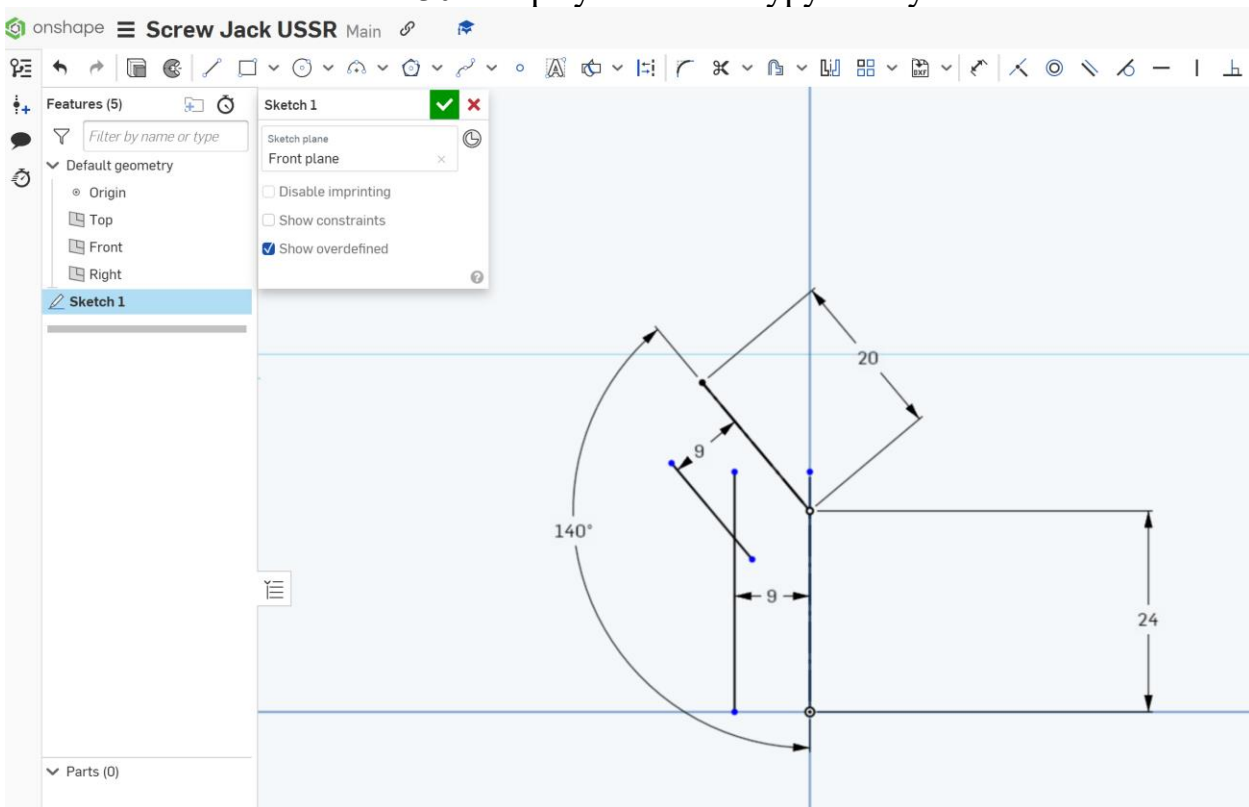 onshape Screw Jack USSR Main
Features (5)
Filter by name or type
Default geometry
Origin
Top
Front
Right
Sketch 1
Parts (0)
Sketch 1
Sketch plane
Front plane
Disable imprinting
Show constraints
Show overdefined
20
9
140°
9
24